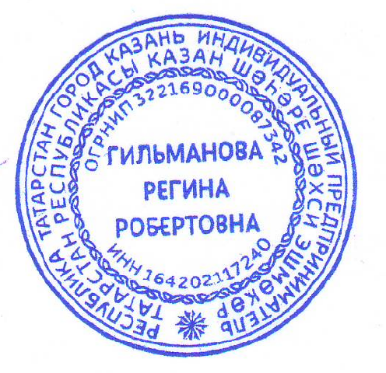 РЕСПУБЛИКА ТАТАРСТАН ГОРОД КАЗАНЬ ИНДИВИДУАЛЬНЫЙ ПРЕДПРИНИМАТЕЛЬ
ТАТАРСТАН РЕСПУБЛИКАСЫ КАЗАН ШӘҺӘРЕ ШӘХСИ ЭШМӘКӘР
ОГРНИП 322169000087342
ГИЛЬМАНОВА
РЕГИНА
РОБЕРТОВНА
ИНН 164202117240